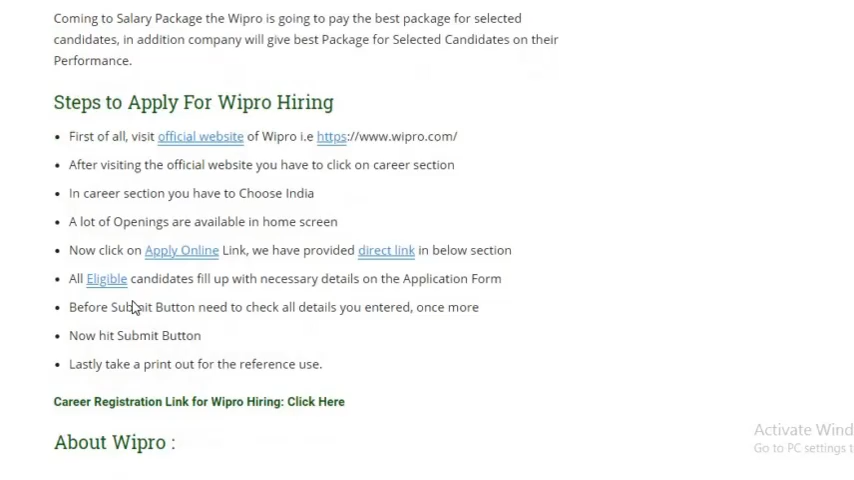 Coming to Salary Package the Wipro is going to pay the best package for selected
candidates, in addition company will give best Package for Selected Candidates on their
Performance.
Steps to Apply For Wipro Hiring
• First of all, visit official website of Wipro i.e https://www.wipro.com/
• After visiting the official website you have to click on career section
• In career section you have to Choose India
• A lot of Openings are available in home screen
• Now click on Apply Online Link, we have provided direct link in below section
• All Eligible candidates fill up with necessary details on the Application Form
• Before Submit Button need to check all details you entered, once more
• Now hit Submit Button
• Lastly take a print out for the reference use.
Career Registration Link for Wipro Hiring: Click Here
About Wipro :
Activate Wind
Go to PC settings t